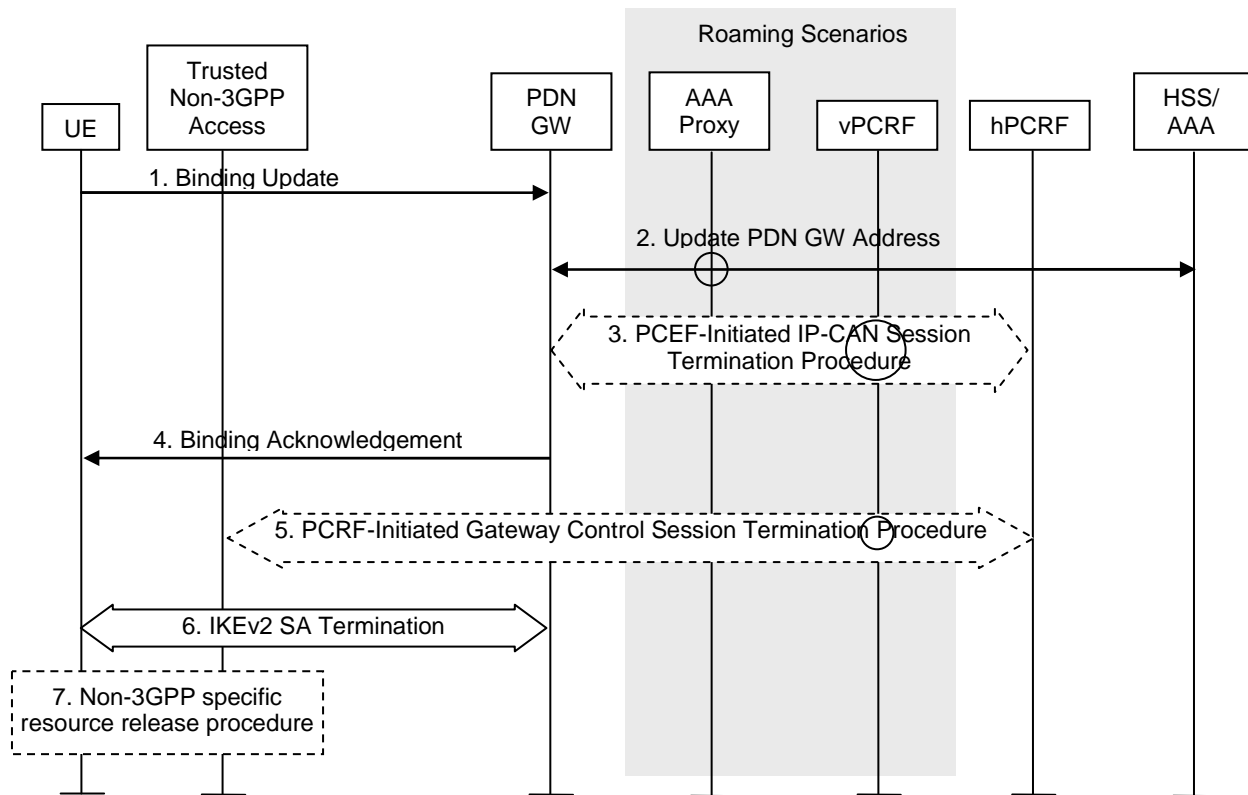 Roaming Scenarios
UE
Trusted
Non-3GPP
Access
PDN
GW
AAA
Proxy
vPCRF
hPCRF
HSS/
AAA
1. Binding Update
2. Update PDN GW Address
3. PCEF-Initiated IP-CAN Session
Termination Procedure
4. Binding Acknowledgement
5. PCRF-Initiated Gateway Control Session Termination Procedure
6. IKEv2 SA Termination
7. Non-3GPP specific
resource release procedure